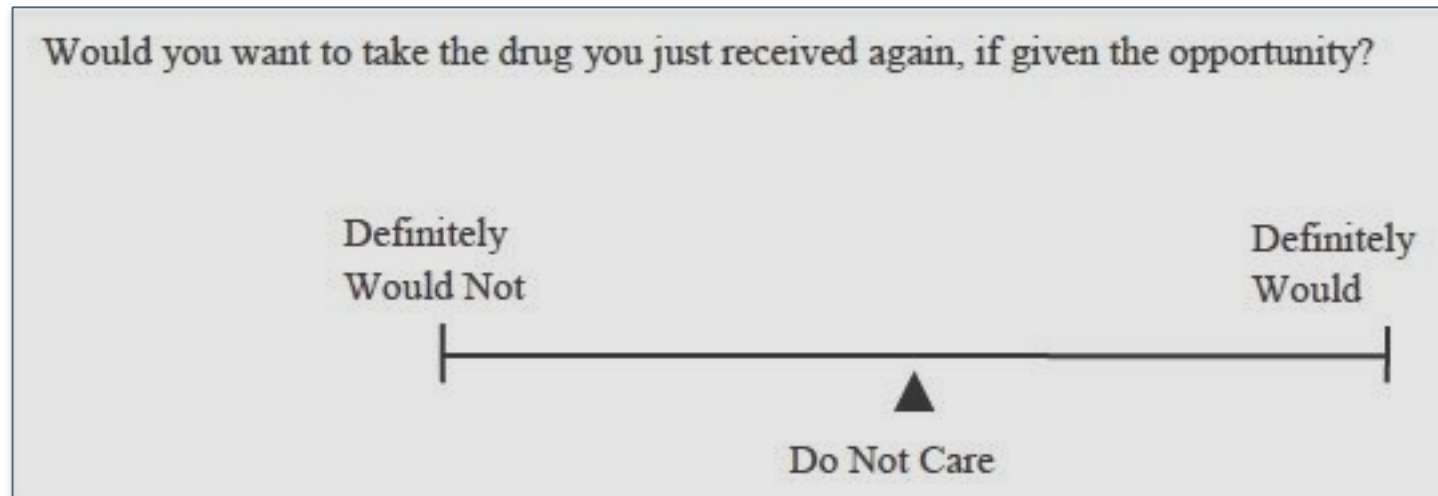 Would you want to take the drug you just received again, if given the opportunity?
Definitely
Would Not
Definitely
Would
Do Not Care